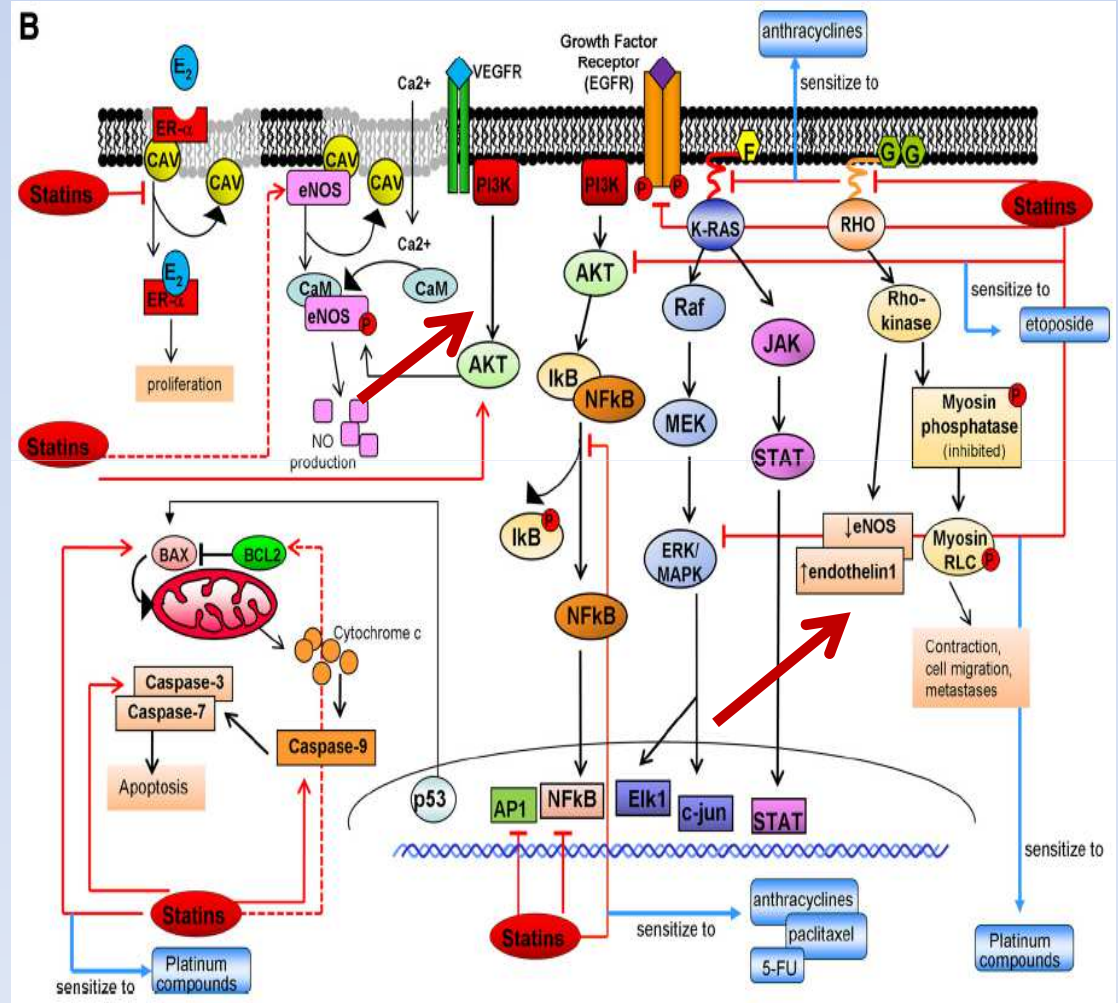 B
anthracyclines
sensitize to
Growth Factor
Receptor
(EGFR)
VEGFR
Ca2+
E2
ER-α
CAV
CAV
CAV
CAV
eNOS
PI3K
PI3K
P
P
F
G
G
Statins
Statins
K-RAS
RHO
Ca2+
E2
ER-α
CaM
eNOS
P
CaM
AKT
AKT
Raf
JAK
Rho-
kinase
sensitize to
etoposide
proliferation
IkB
NFkB
MEK
STAT
Myosin
phosphatase
(inhibited)
P
Statins
NO
production
IkB
P
ERK/
MAPK
↓eNOS
↑endothelin1
Myosin
RLC
P
BAX
BCL2
NFkB
Cytochrome c
Contraction,
cell migration,
metastases
Caspase-3
Caspase-7
Caspase-9
Apoptosis
p53
AP1
NFkB
Elk1
c-jun
STAT
sensitize to
Statins
Statins
sensitize to
anthracyclines
paclitaxel
5-FU
Platinum
compounds
sensitize to
Platinum
compounds